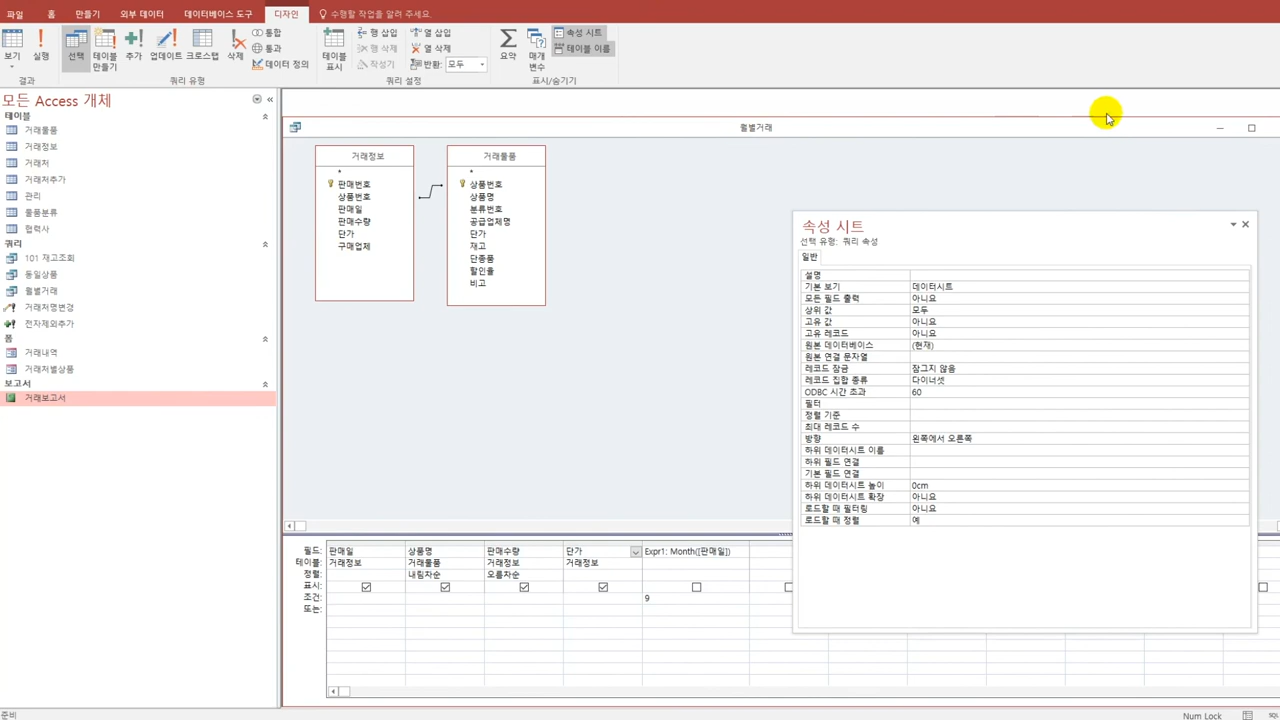 파일 홈 만들기 외부 데이터 데이터베이스 도구 디자인 수행할 작업을 알려 주세요.
보기 실행 선택 테이블 만들기 추가 업데이트 크로스탭 삭제 통합 통과 데이터 정의 테이블 표시 행 삽입 행 삭제 작성기 열 삽입 열 삭제 반환: 모두 요약 매개 변수 속성 시트 테이블 이름
결과 쿼리 유형 쿼리 설정 표시/숨기기
모든 Access 개체
테이블
거래물품
거래정보
거래처
거래처추가
관리
물품분류
협력사
쿼리
101 재고조회
동일상품
월별거래
거래처명변경
전자제외추가
폼
거래내역
거래처별상품
보고서
거래보고서
월별거래
거래정보
*
판매번호
상품번호
판매일
판매수량
단가
구매업체
거래물품
*
상품번호
상품명
분류번호
공급업체명
단가
재고
단종품
할인율
비고
속성 시트
선택 유형: 쿼리 속성
일반
설명
기본 보기 데이터시트
모든 필드 출력 아니요
상위 값 모두
고유 값 아니요
고유 레코드 아니요
원본 데이터베이스 (현재)
원본 연결 문자열
레코드 잠금 잠그지 않음
레코드 집합 종류 다이너셋
ODBC 시간 초과 60
필터
정렬 기준
최대 레코드 수
방향 왼쪽에서 오른쪽
하위 데이터시트 이름
하위 필드 연결
기본 필드 연결
하위 데이터시트 높이 0cm
하위 데이터시트 확장 아니요
로드할 때 필터링 아니요
로드할 때 정렬 예
필드: 판매일 상품명 판매수량 단가 Expr1: Month([판매일])
테이블: 거래정보 거래물품 거래정보 거래정보
정렬: 내림차순 오름차순
표시:
조건: 9
또는:
준비 Num Lock